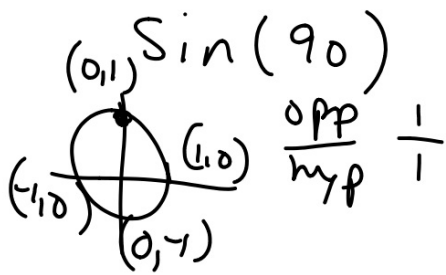 Sin(90)
(0,1)
opp 1
hyp 1
(1,0)
(-1,0)
(0,-1)